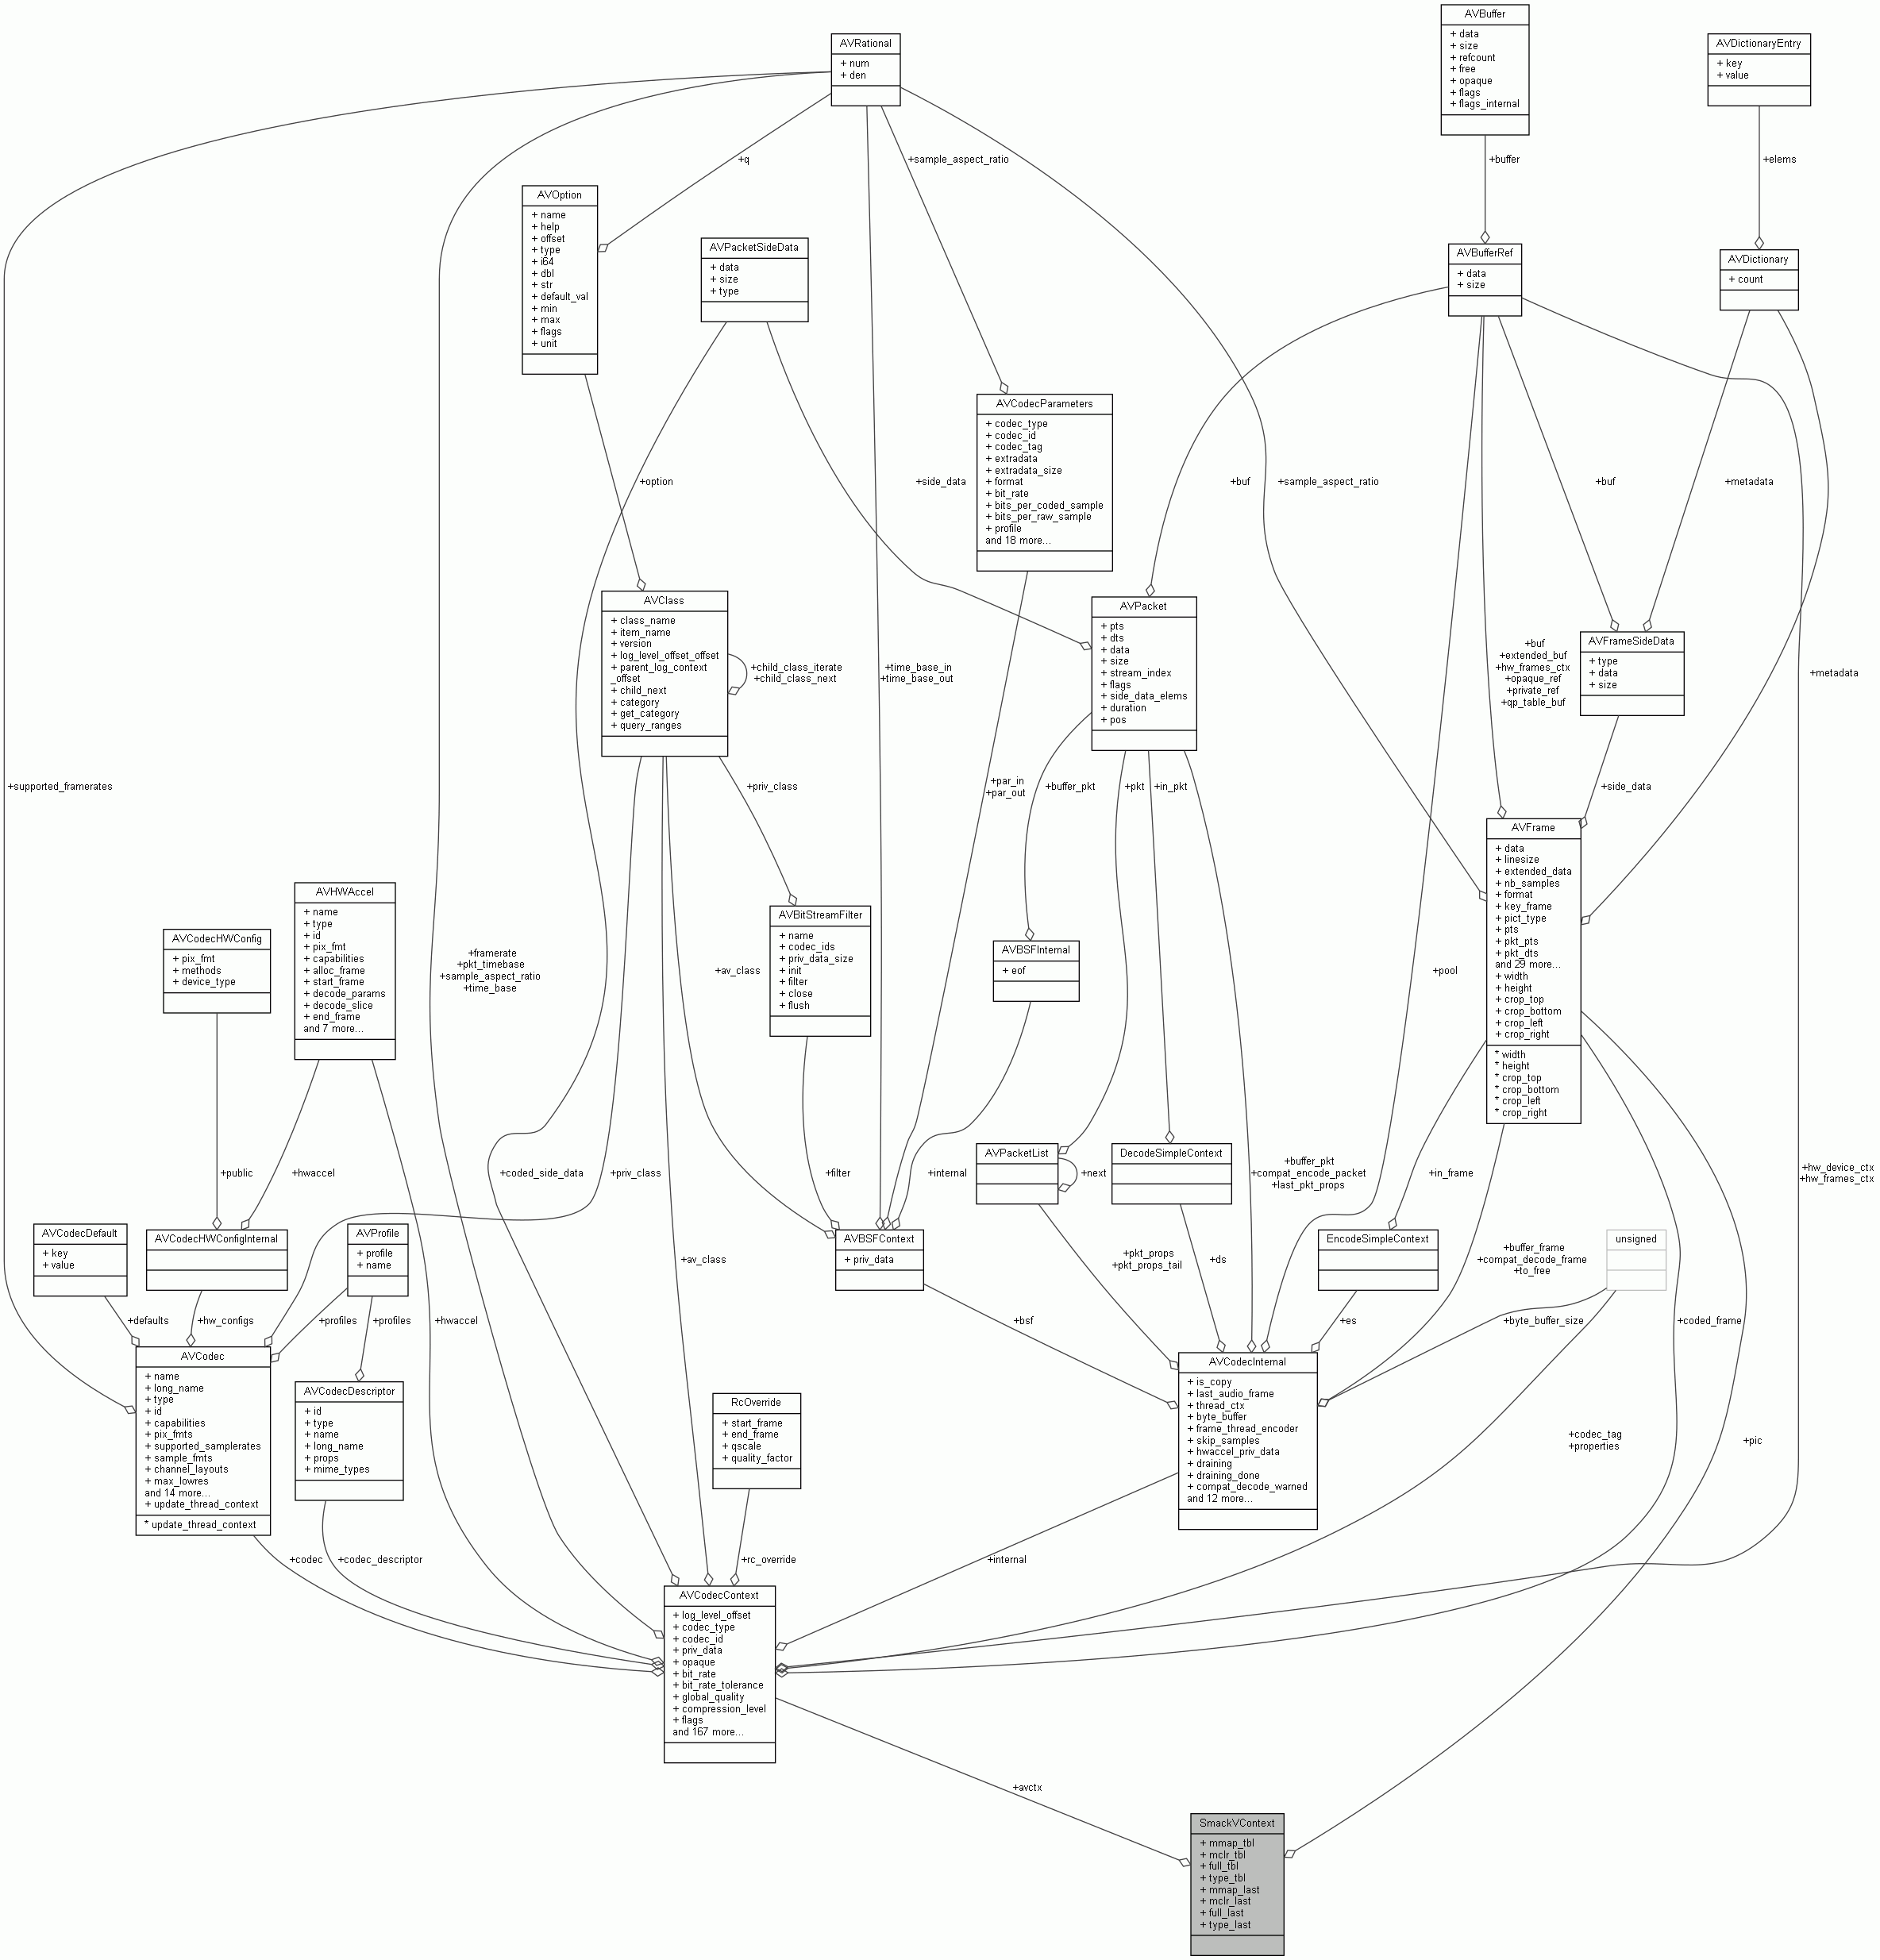 AVBuffer
+ data
+ size
+ refcount
+ free
+ opaque
+ flags
+ flags_internal
AVRational
+ num
+ den
AVDictionaryEntry
+ key
+ value
+q
+sample_aspect_ratio
+buffer
+elems
AVOption
+ name
+ help
+ offset
+ type
+ i64
+ dbl
+ str
+ default_val
+ min
+ max
+ flags
+ unit
AVPacketSideData
+ data
+ size
+ type
AVBufferRef
+ data
+ size
AVDictionary
+ count
AVCodecParameters
+ codec_type
+ codec_id
+ codec_tag
+ extradata
+ extradata_size
+ format
+ bit_rate
+ bits_per_coded_sample
+ bits_per_raw_sample
+ profile
and 18 more...
+option
+side_data
+buf
+sample_aspect_ratio
+buf
+metadata
AVClass
+ class_name
+ item_name
+ version
+ log_level_offset_offset
+ parent_log_context
_offset
+ child_next
+ category
+ get_category
+ query_ranges
+child_class_iterate
+child_class_next
+time_base_in
+time_base_out
AVPacket
+ pts
+ dts
+ data
+ size
+ stream_index
+ flags
+ side_data_elems
+ duration
+ pos
+buf
+extended_buf
+hw_frames_ctx
+opaque_ref
+private_ref
+qp_table_buf
AVFrameSideData
+ type
+ data
+ size
+metadata
+supported_framerates
+priv_class
+par_in
+par_out
+buffer_pkt
+pkt
+in_pkt
+side_data
AVFrame
+ data
+ linesize
+ extended_data
+ nb_samples
+ format
+ key_frame
+ pict_type
+ pts
+ pkt_pts
+ pkt_dts
and 29 more...
+ width
+ height
+ crop_top
+ crop_bottom
+ crop_left
+ crop_right
* width
* height
* crop_top
* crop_bottom
* crop_left
* crop_right
AVHWAccel
+ name
+ type
+ id
+ pix_fmt
+ capabilities
+ alloc_frame
+ start_frame
+ decode_params
+ decode_slice
+ end_frame
and 7 more...
AVCodecHWConfig
+ pix_fmt
+ methods
+ device_type
+framerate
+pkt_timebase
+sample_aspect_ratio
+time_base
+av_class
AVBitStreamFilter
+ name
+ codec_ids
+ priv_data_size
+ init
+ filter
+ close
+ flush
AVBSFInternal
+ eof
+pool
+public
+hwaccel
+coded_side_data
+priv_class
+filter
+internal
AVPacketList
+next
DecodeSimpleContext
+buffer_pkt
+compat_encode_packet
+last_pkt_props
+in_frame
+hw_device_ctx
+hw_frames_ctx
AVCodecDefault
+ key
+ value
AVCodecHWConfigInternal
AVProfile
+ profile
+ name
+av_class
AVBSFContext
+ priv_data
+pkt_props
+pkt_props_tail
+ds
EncodeSimpleContext
+buffer_frame
+compat_decode_frame
+to_free
unsigned
+defaults
+hw_configs
+profiles
+profiles
+hwaccel
+bsf
+es
+byte_buffer_size
+coded_frame
AVCodec
+ name
+ long_name
+ type
+ id
+ capabilities
+ pix_fmts
+ supported_samplerates
+ sample_fmts
+ channel_layouts
+ max_lowres
and 14 more...
+ update_thread_context
* update_thread_context
AVCodecDescriptor
+ id
+ type
+ name
+ long_name
+ props
+ mime_types
RcOverride
+ start_frame
+ end_frame
+ qscale
+ quality_factor
AVCodecInternal
+ is_copy
+ last_audio_frame
+ thread_ctx
+ byte_buffer
+ frame_thread_encoder
+ skip_samples
+ hwaccel_priv_data
+ draining
+ draining_done
+ compat_decode_warned
and 12 more...
+codec_tag
+properties
+pic
+codec
+codec_descriptor
+rc_override
+internal
AVCodecContext
+ log_level_offset
+ codec_type
+ codec_id
+ priv_data
+ opaque
+ bit_rate
+ bit_rate_tolerance
+ global_quality
+ compression_level
+ flags
and 167 more...
+avctx
SmackVContext
+ mmap_tbl
+ mclr_tbl
+ full_tbl
+ type_tbl
+ mmap_last
+ mclr_last
+ full_last
+ type_last